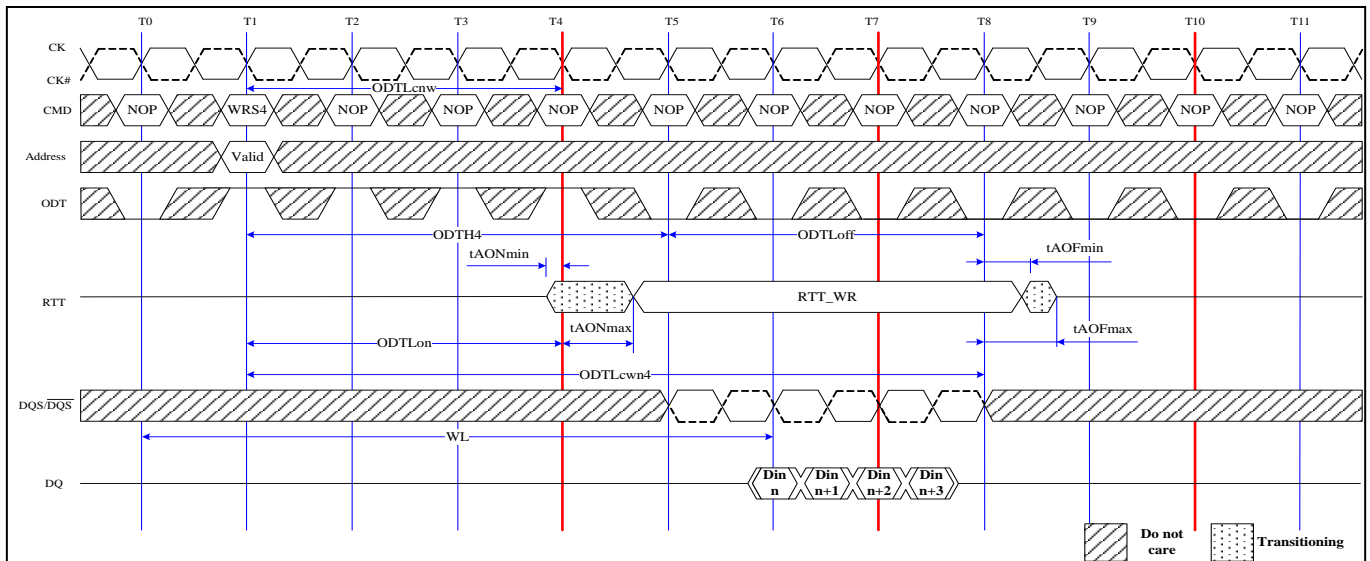 T0 T1 T2 T3 T4 T5 T6 T7 T8 T9 T10 T11
CK
CK#
ODTLcnw
CMD NOP WRS4 NOP NOP NOP NOP NOP NOP NOP NOP NOP NOP
Address Valid
ODT
ODTH4 ODTLoff
tAONmin tAOFmin
RTT RTT_WR
tAONmax tAOFmax
ODTLon
ODTLcwn4
DQS/DQS
WL
DQ Din n Din n+1 Din n+2 Din n+3
Do not care Transitioning